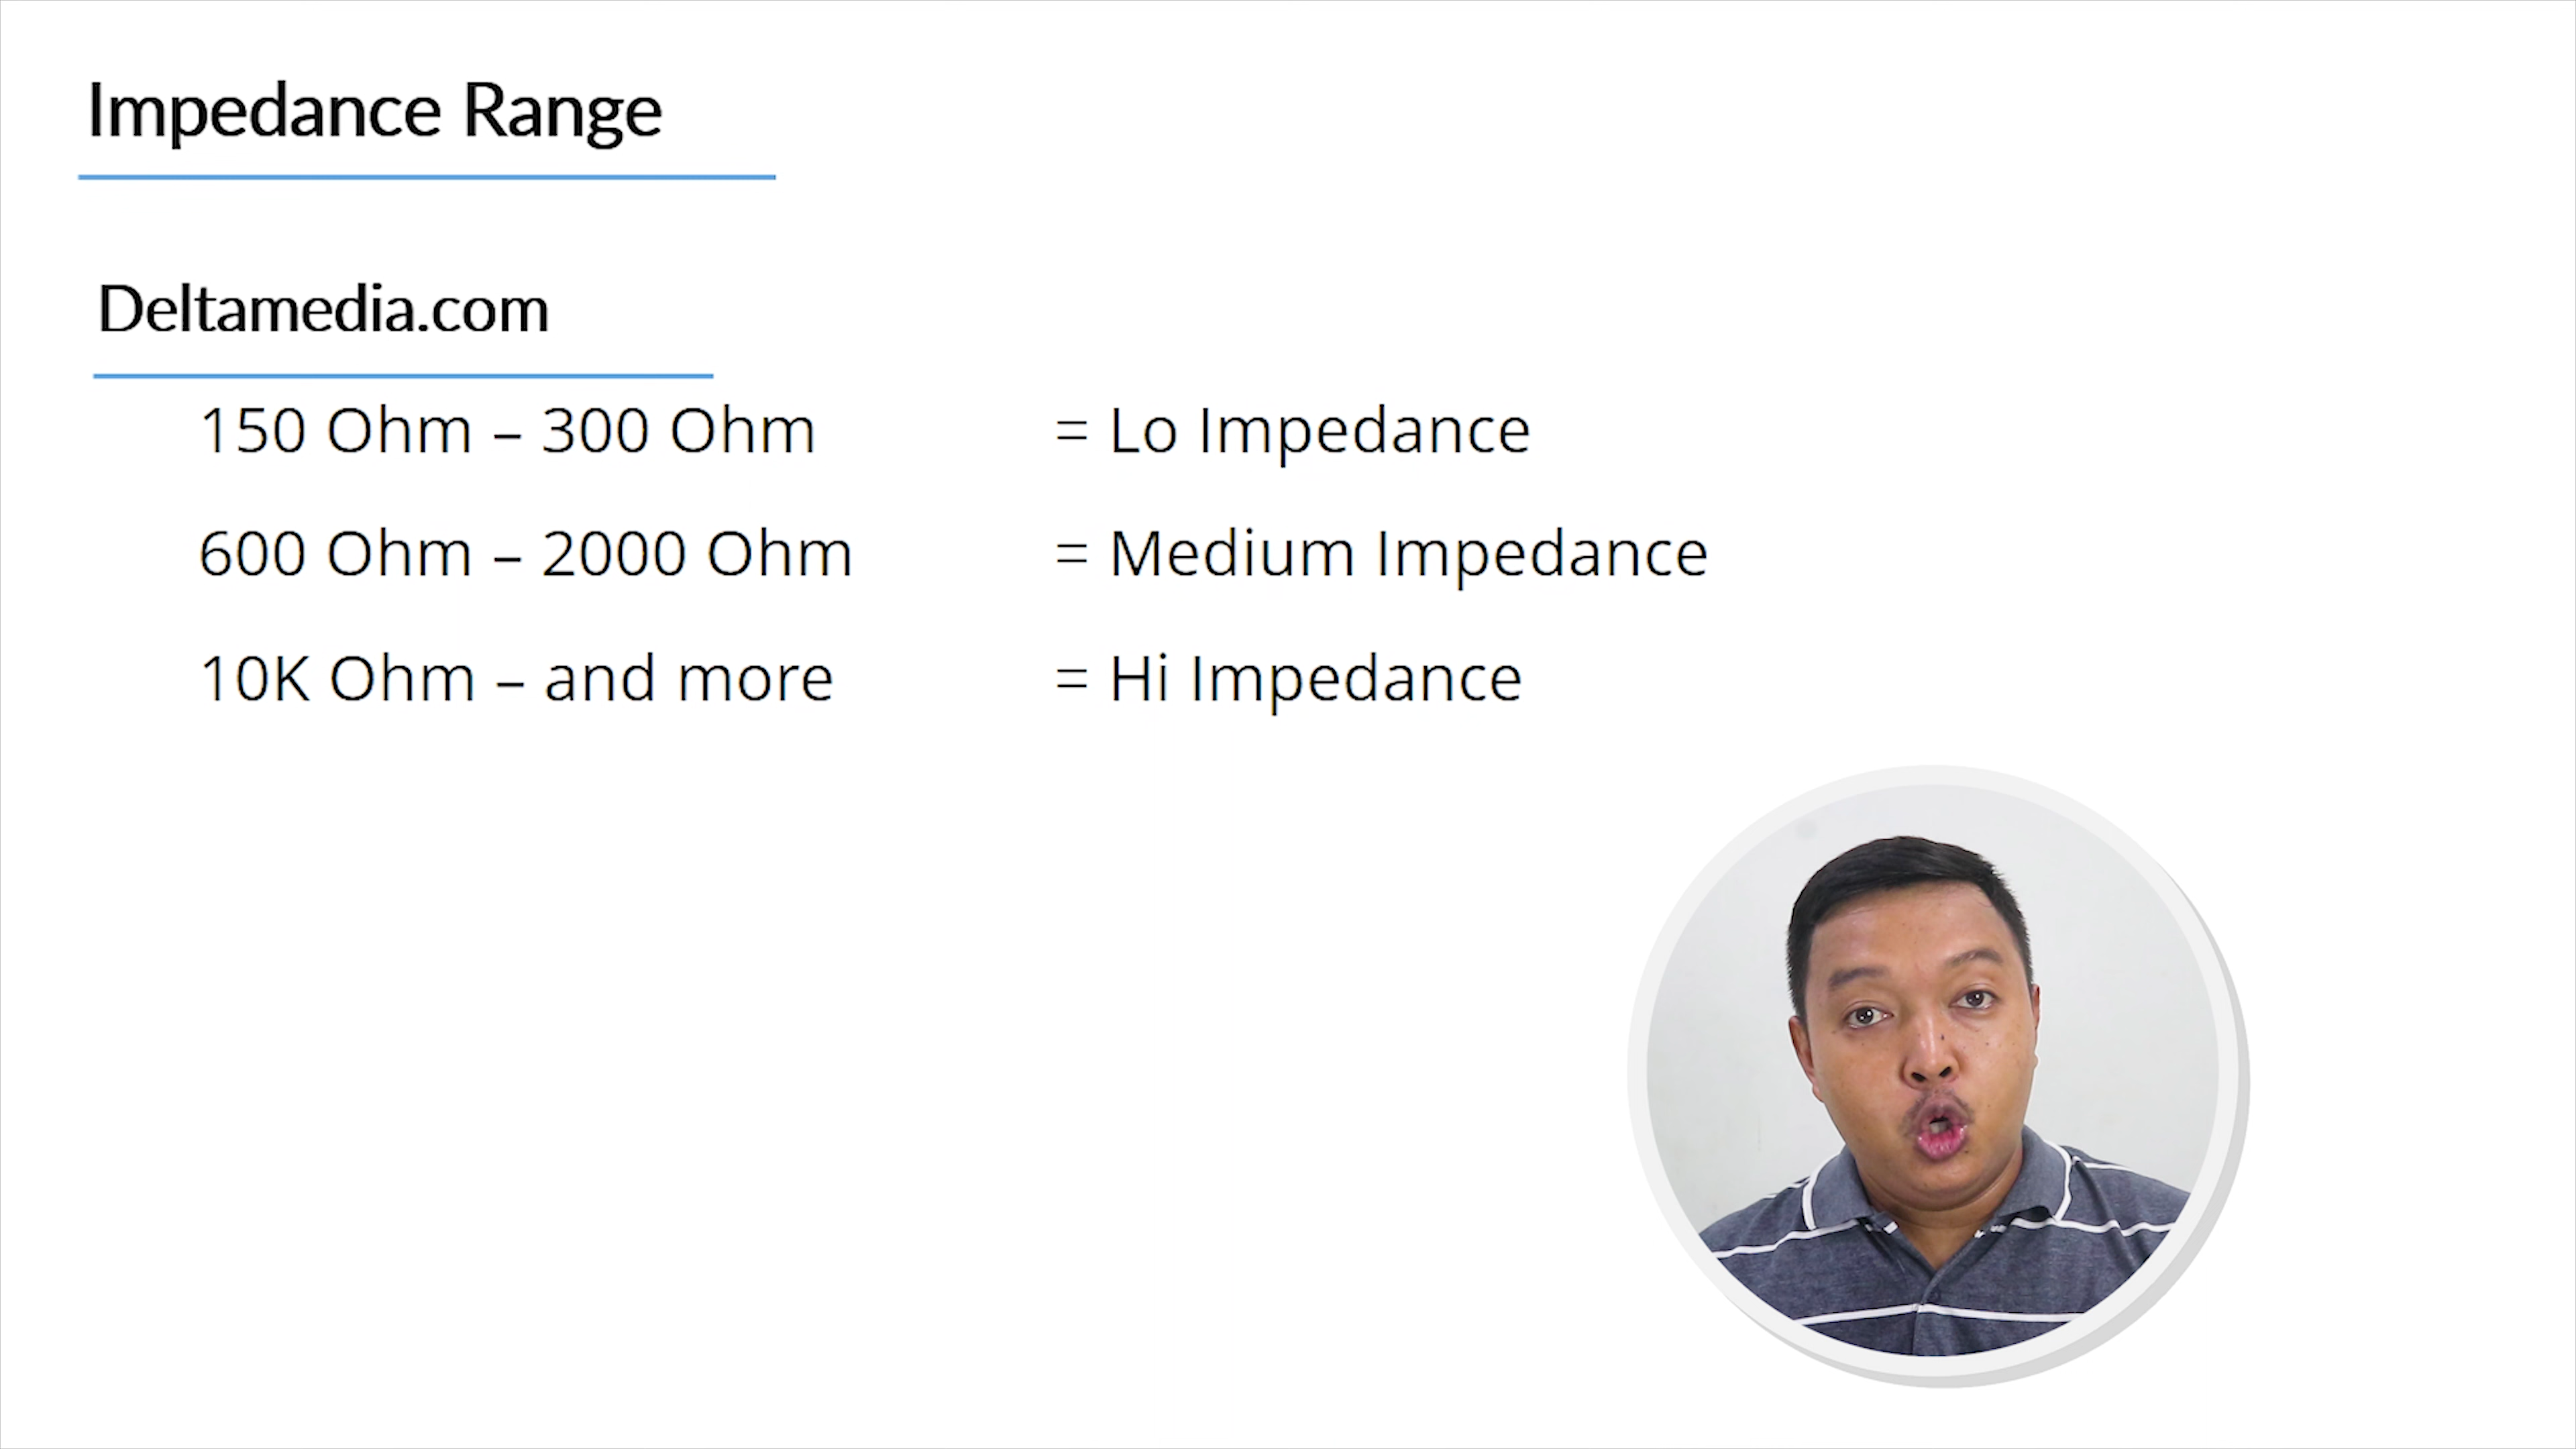 Impedance Range
Deltamedia.com
150 Ohm – 300 Ohm = Lo Impedance
600 Ohm – 2000 Ohm = Medium Impedance
10K Ohm – and more = Hi Impedance